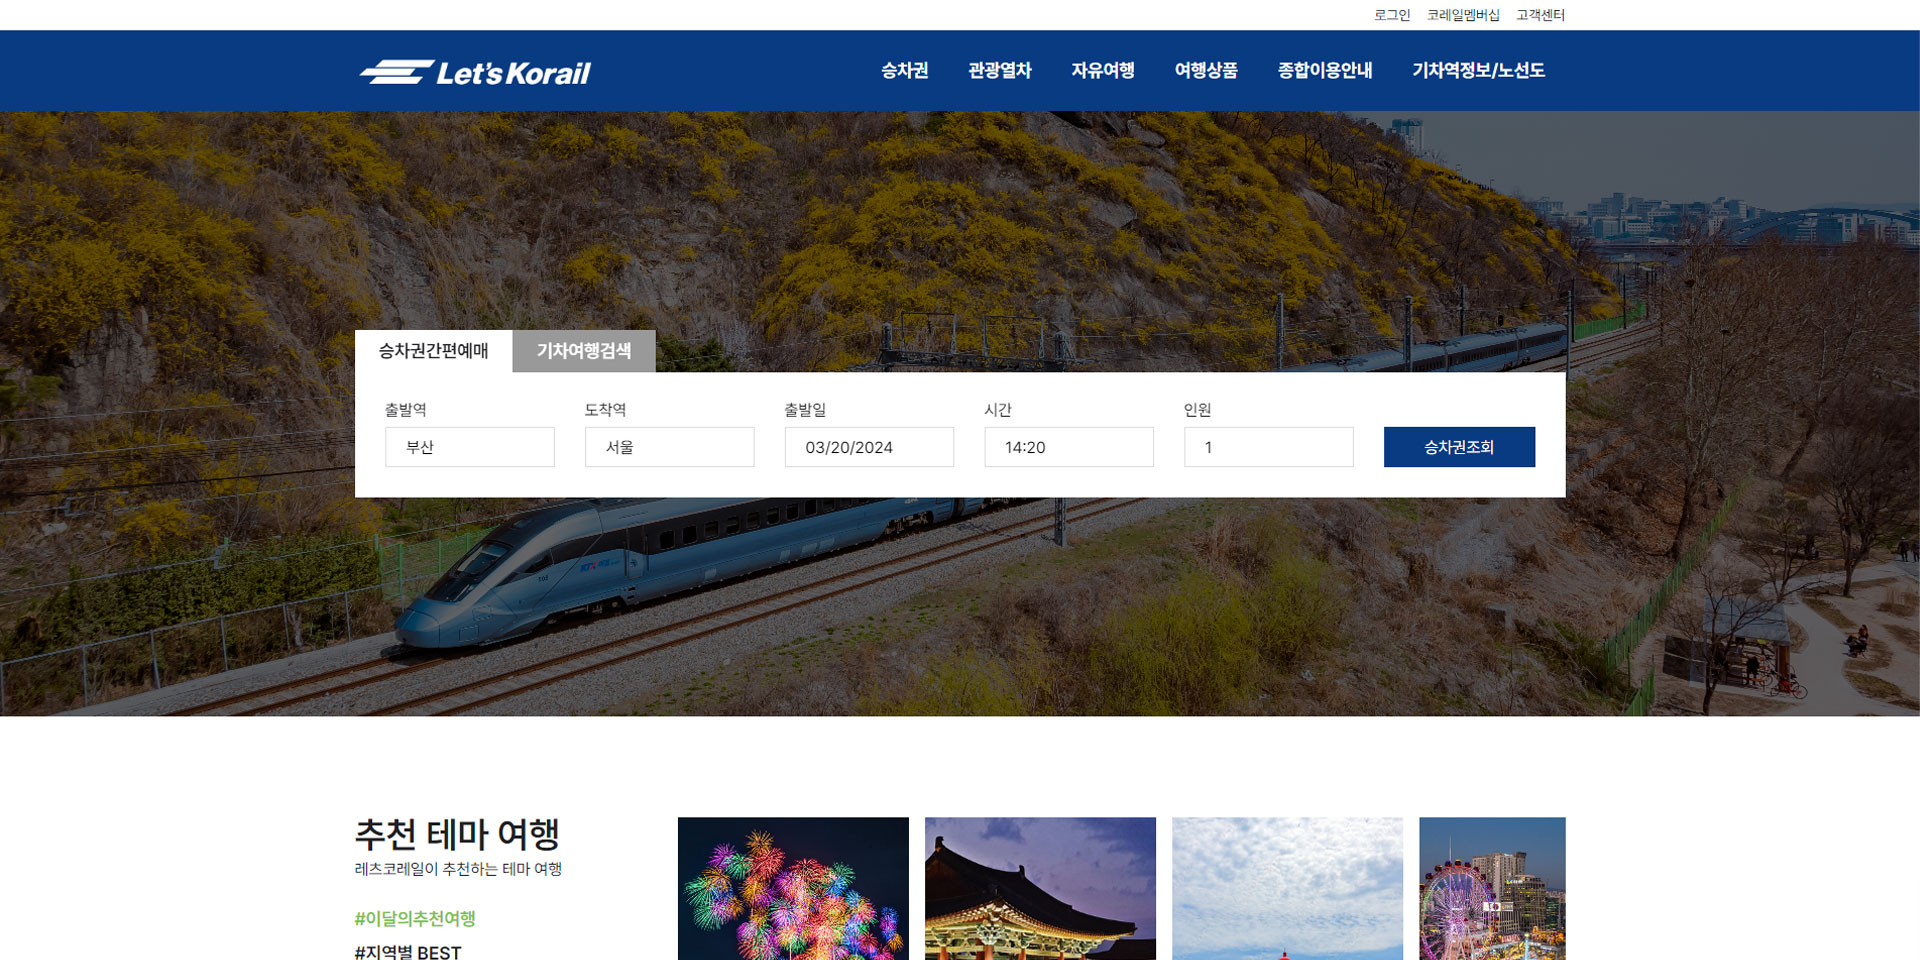 로그인 코레일멤버십 고객센터
Let's Korail
승차권 관광열차 자유여행 여행상품 종합이용안내 기차역정보/노선도
승차권간편예매 기차여행검색
출발역 도착역 출발일 시간 인원
부산 서울 03/20/2024 14:20 1 승차권조회
추천 테마 여행
레츠코레일이 추천하는 테마 여행
#이달의추천여행
#지역별 BEST